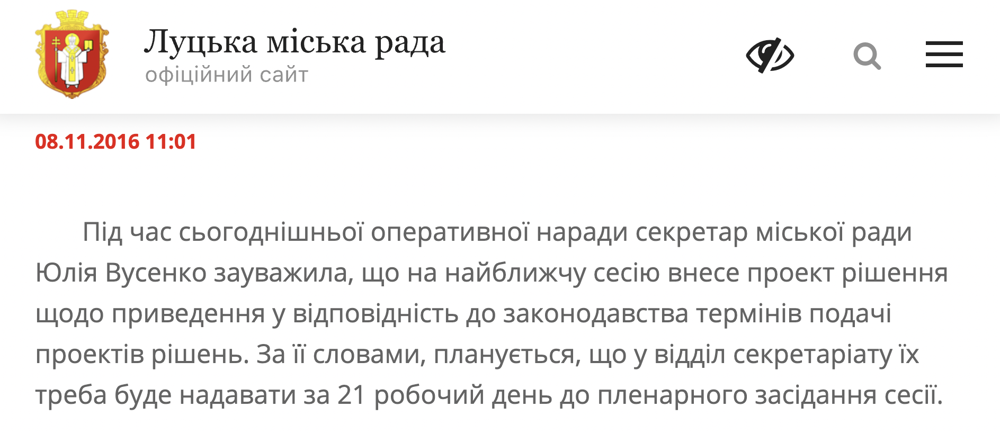 Луцька міська рада
офіційний сайт
08.11.2016 11:01
Під час сьогоднішньої оперативної наради секретар міської ради
Юлія Вусенко зауважила, що на найближчу сесію внесе проект рішення
щодо приведення у відповідність до законодавства термінів подачі
проектів рішень. За її словами, планується, що у відділ секретаріату їх
треба буде надавати за 21 робочий день до пленарного засідання сесії.